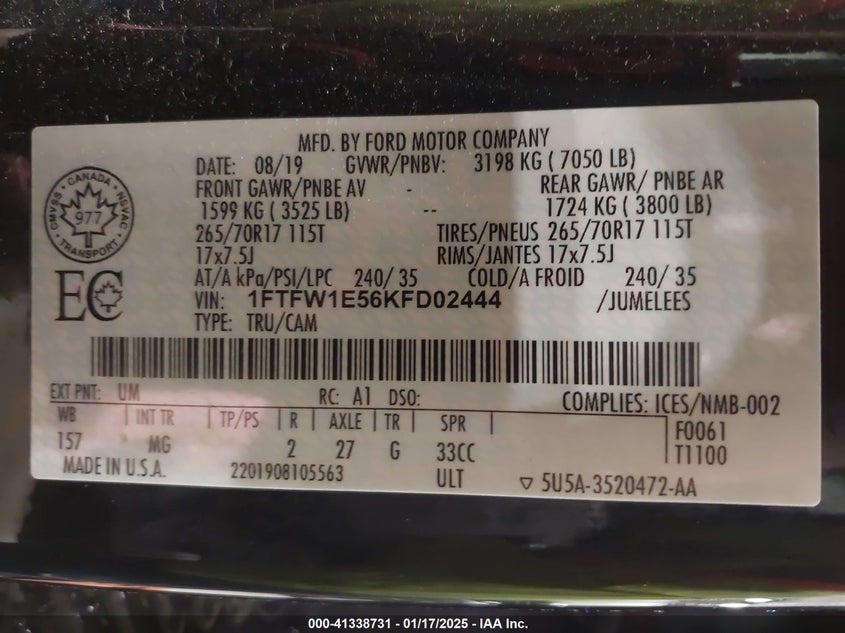 MFD. BY FORD MOTOR COMPANY
DATE: 08/19 GVWR/PNBV: 3198 KG ( 7050 LB)
FRONT GAWR/PNBE AV - REAR GAWR/ PNBE AR
1599 KG ( 3525 LB) -- 1724 KG ( 3800 LB)
265/70R17 115T TIRES/PNEUS 265/70R17 115T
17x7.5J RIMS/JANTES 17x7.5J
AT/A kPa/PSI/LPC 240/ 35 COLD/A FROID 240/ 35
VIN: 1FTFW1E56KFD02444 /JUMELEES
TYPE: TRU/CAM
CANADA
CMVSS NSVAC
977
TRANSPORT
EC
EXT PNT: UM RC: A1 DSO: COMPLIES: ICES/NMB-002
WB INT TR TP/PS R AXLE TR SPR F0061
157 MG 2 27 G 33CC T1100
MADE IN U.S.A. 2201908105563 ULT ▽ 5U5A-3520472-AA
000-41338731 - 01/17/2025 - IAA Inc.